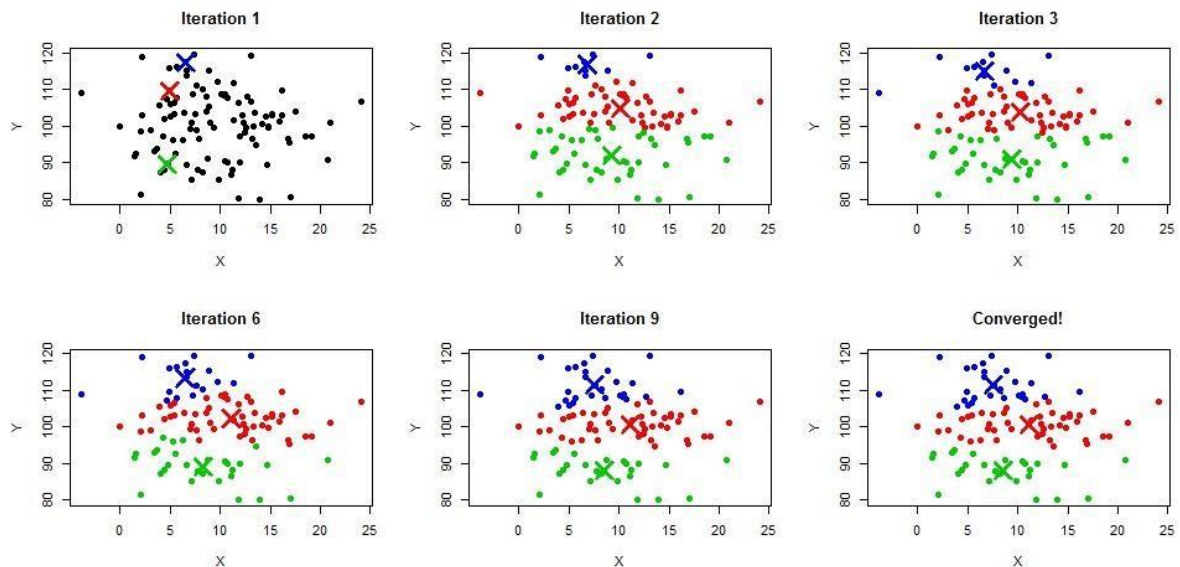 Iteration 1
Iteration 2
Iteration 3
Y
80 90 100 110 120
0 5 10 15 20 25
X
Y
80 90 100 110 120
0 5 10 15 20 25
X
Y
80 90 100 110 120
0 5 10 15 20 25
X
Iteration 6
Iteration 9
Converged!
Y
80 90 100 110 120
0 5 10 15 20 25
X
Y
80 90 100 110 120
0 5 10 15 20 25
X
Y
80 90 100 110 120
0 5 10 15 20 25
X